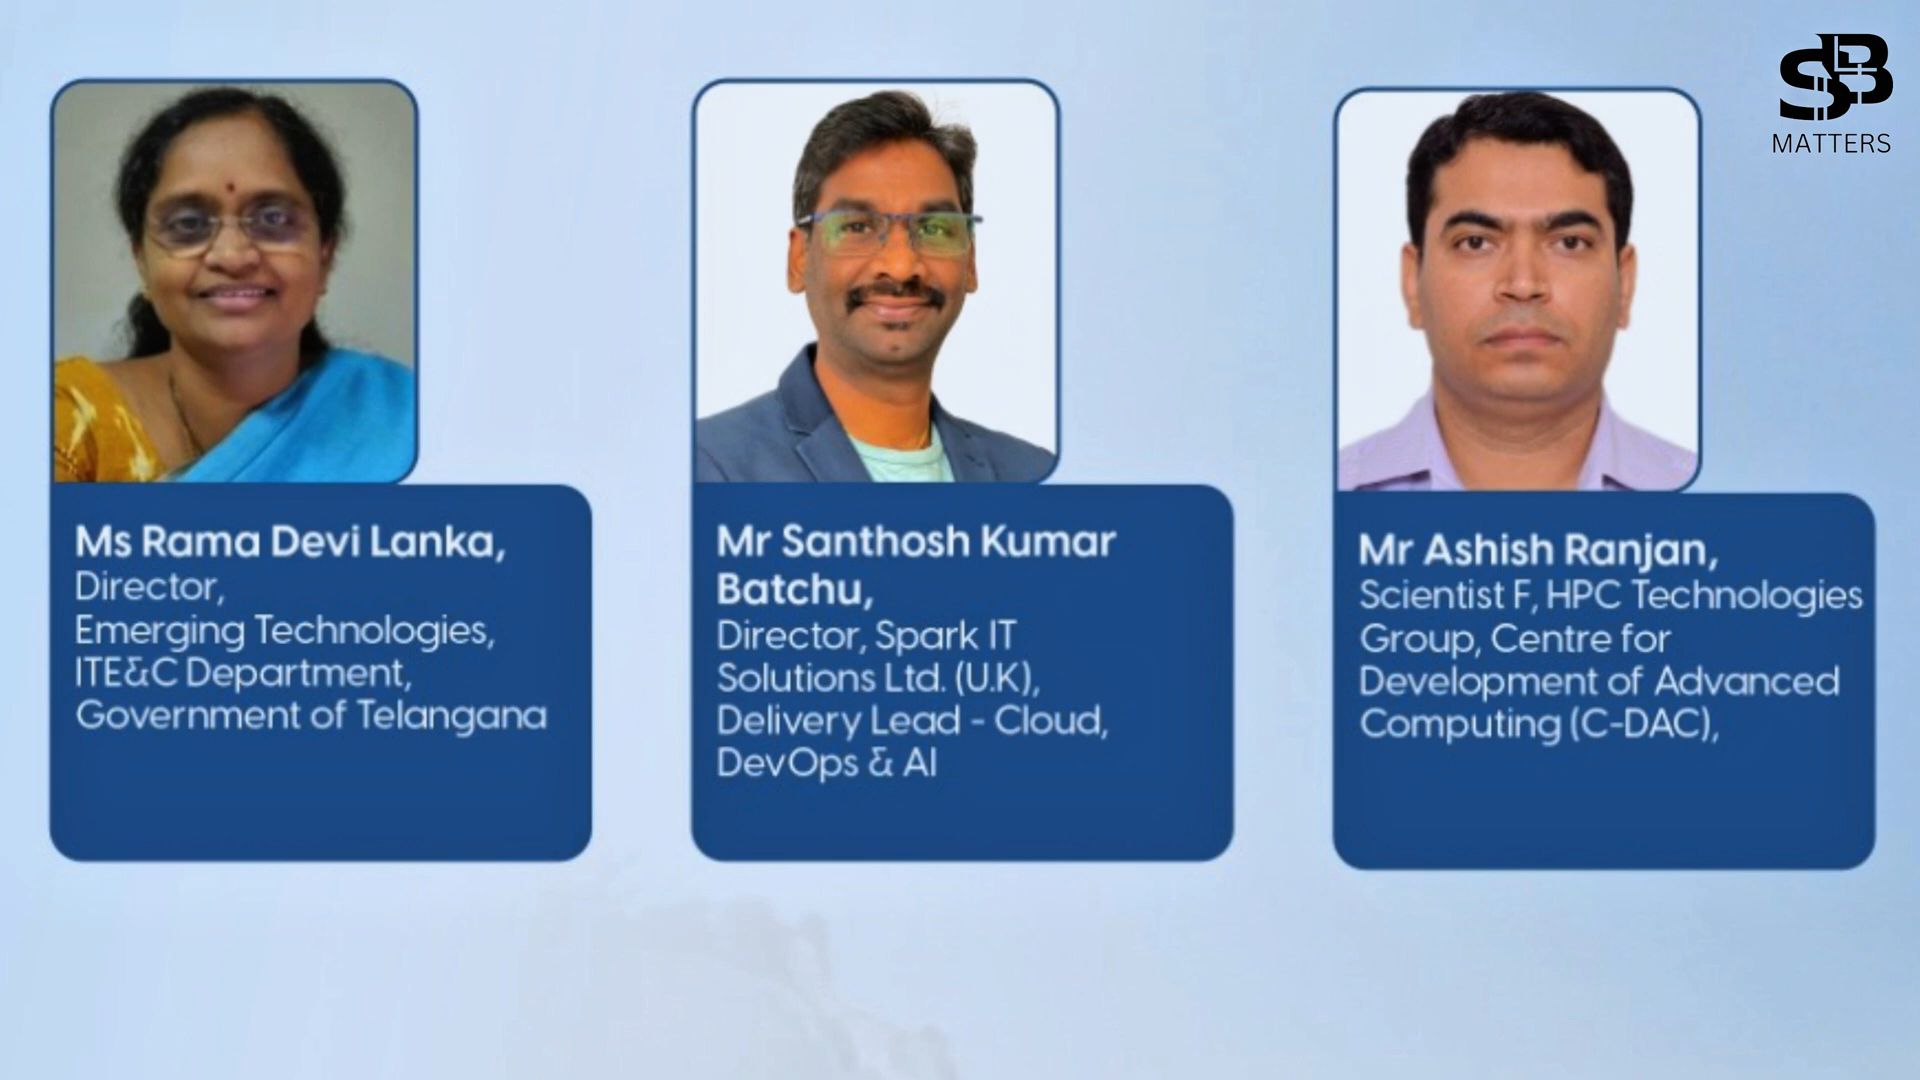 SB
MATTERS
Ms Rama Devi Lanka,
Director,
Emerging Technologies,
ITE&C Department,
Government of Telangana
Mr Santhosh Kumar
Batchu,
Director, Spark IT
Solutions Ltd. (U.K),
Delivery Lead - Cloud,
DevOps & AI
Mr Ashish Ranjan,
Scientist F, HPC Technologies
Group, Centre for
Development of Advanced
Computing (C-DAC),